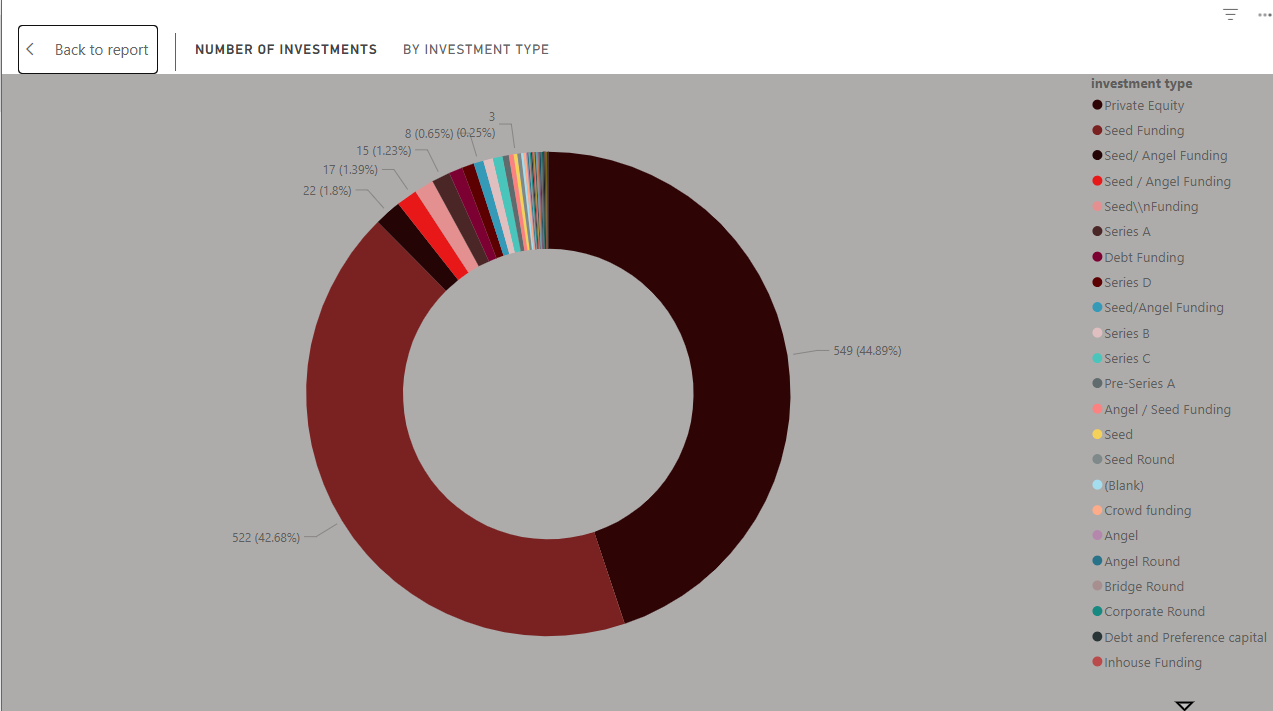 Back to report
NUMBER OF INVESTMENTS BY INVESTMENT TYPE
investment type
Private Equity
Seed Funding
Seed/ Angel Funding
Seed / Angel Funding
Seed\\nFunding
Series A
Debt Funding
Series D
Seed/Angel Funding
Series B
Series C
Pre-Series A
Angel / Seed Funding
Seed
Seed Round
(Blank)
Crowd funding
Angel
Angel Round
Bridge Round
Corporate Round
Debt and Preference capital
Inhouse Funding
3
8 (0.65%) (0.25%)
15 (1.23%)
17 (1.39%)
22 (1.8%)
549 (44.89%)
522 (42.68%)